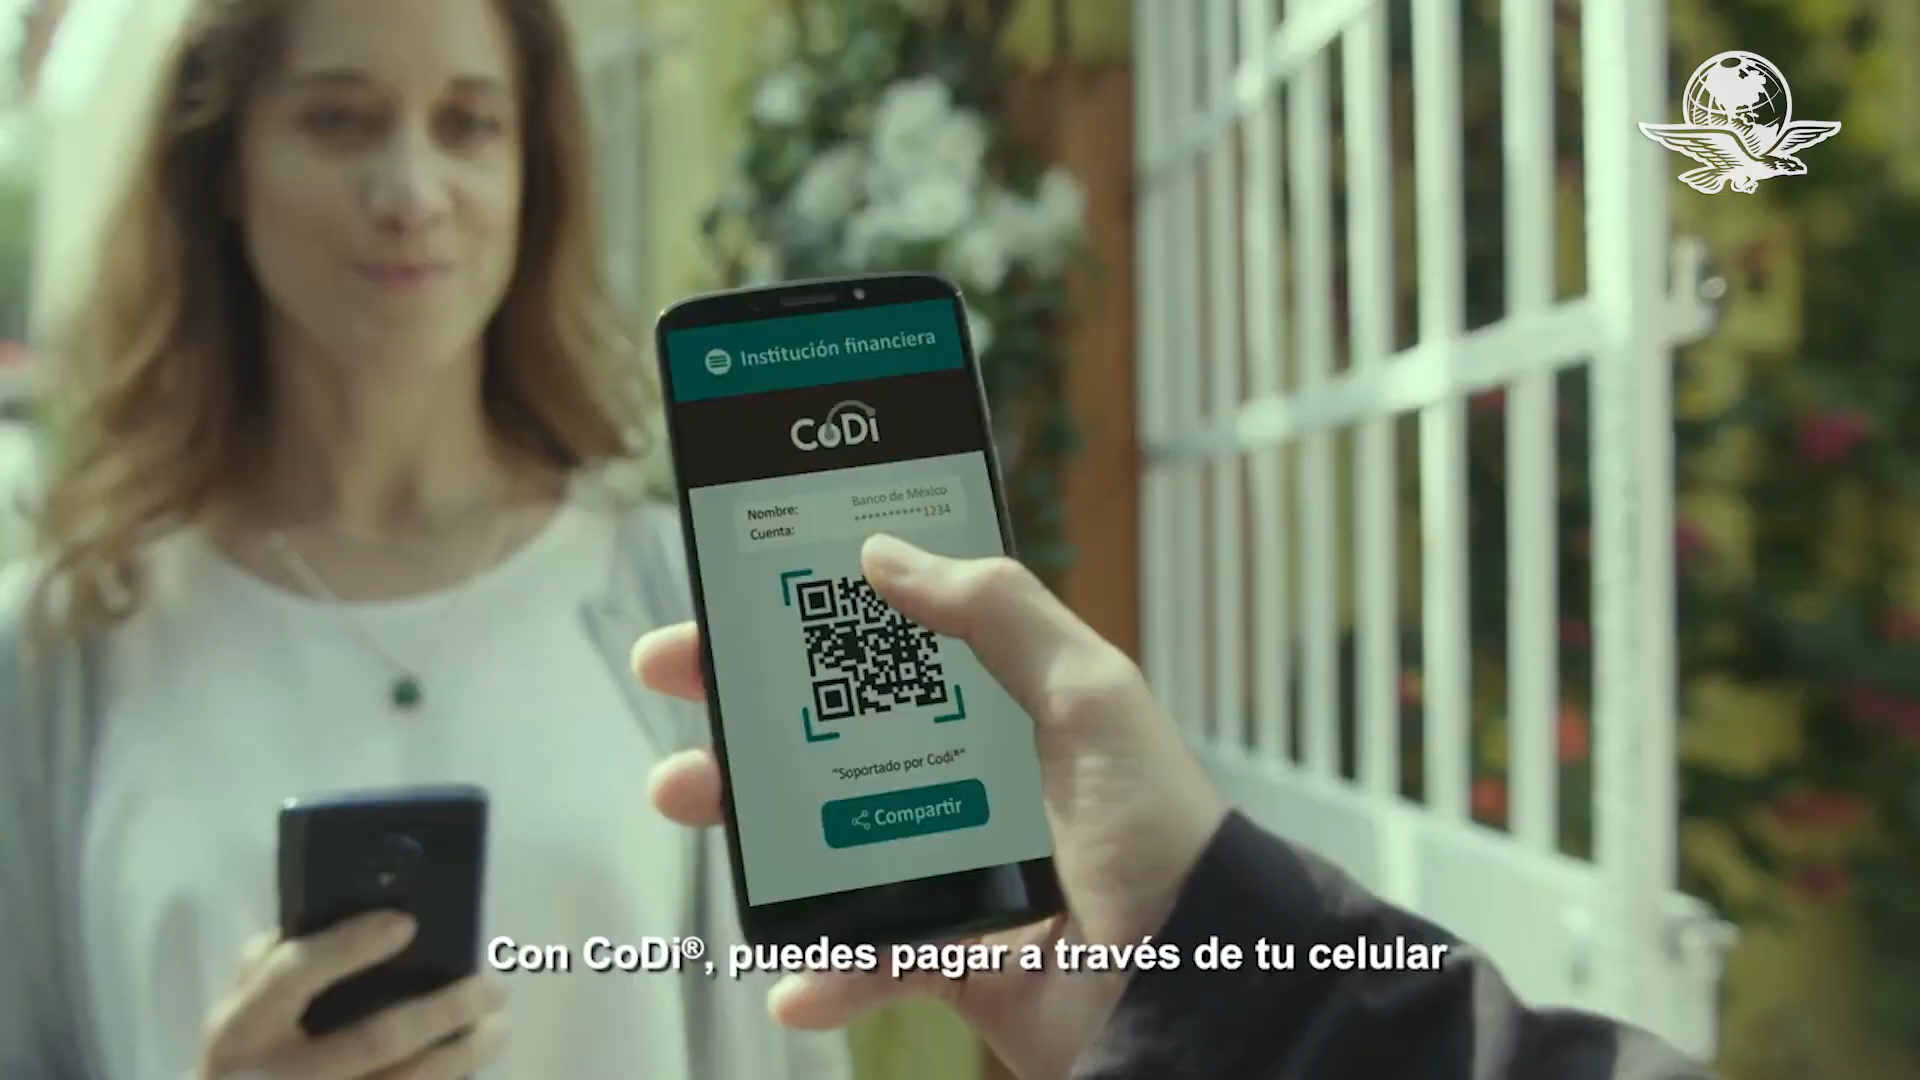 Institución financiera
CoDi
Nombre: Banco de México
Cuenta: **********1234
"Soportado por Codi®"
Compartir
Con CoDi®, puedes pagar a través de tu celular